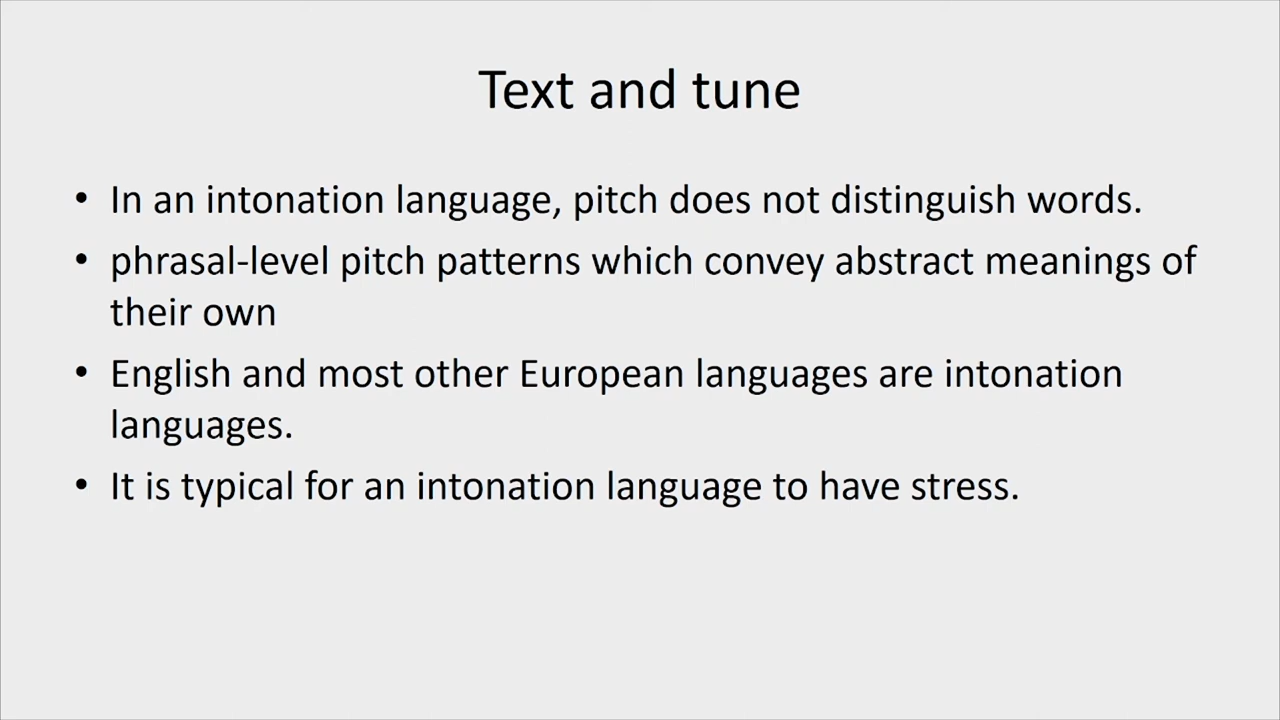 Text and tune
• In an intonation language, pitch does not distinguish words.
• phrasal-level pitch patterns which convey abstract meanings of
their own
• English and most other European languages are intonation
languages.
• It is typical for an intonation language to have stress.